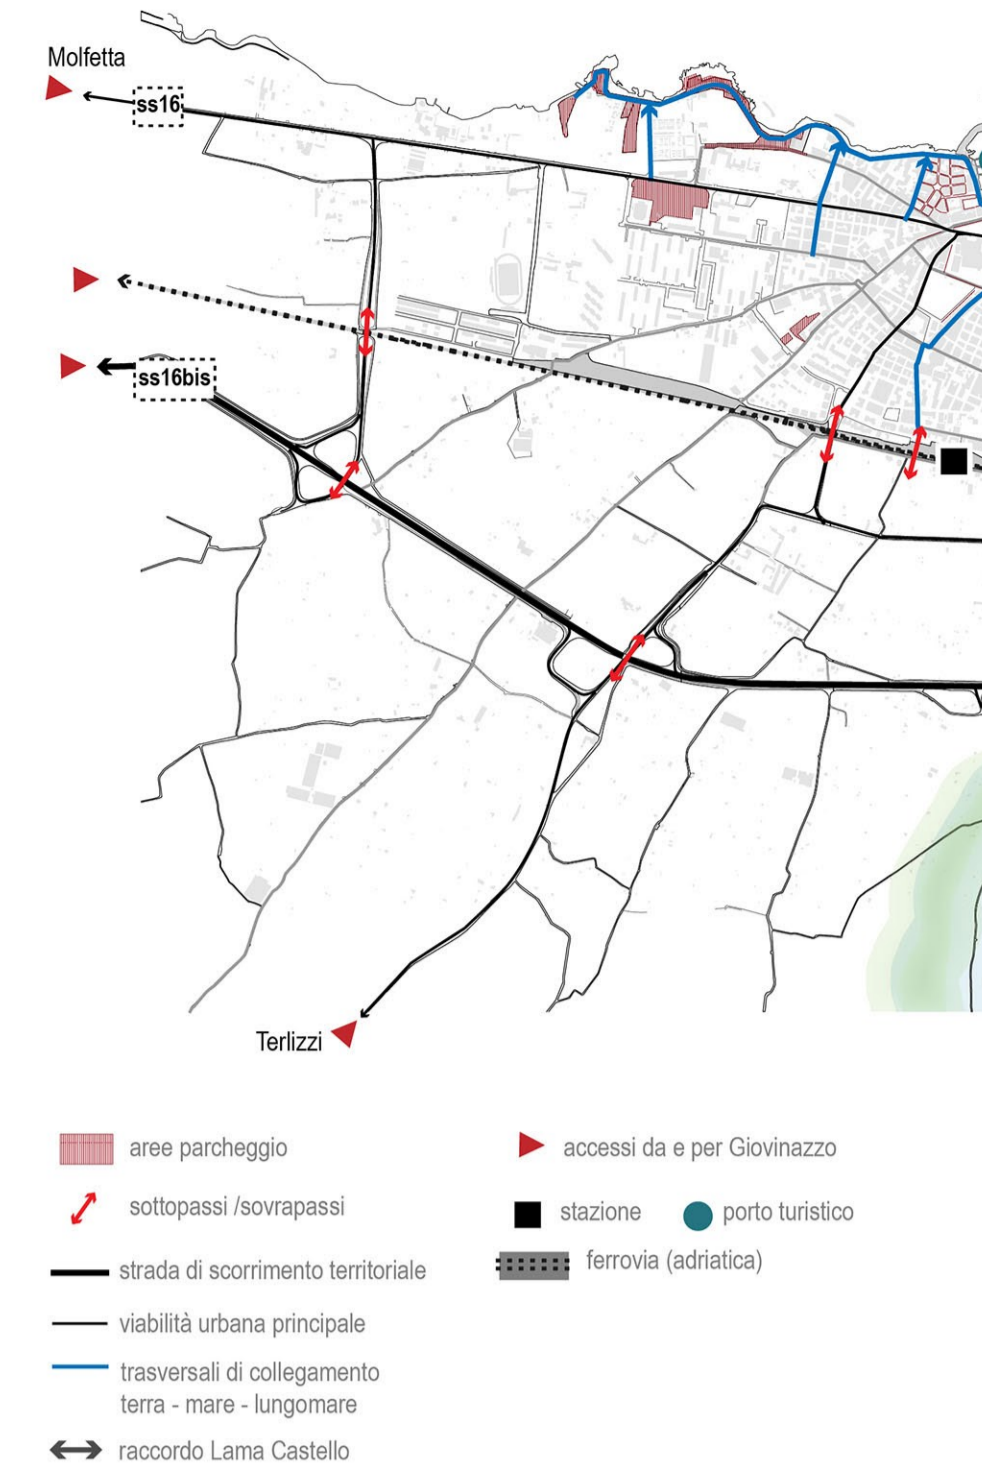 Molfetta
ss16
ss16bis
Terlizzi
aree parcheggio
accessi da e per Giovinazzo
sottopassi /sovrapassi
stazione
porto turistico
strada di scorrimento territoriale
ferrovia (adriatica)
viabilità urbana principale
trasversali di collegamento
terra - mare - lungomare
raccordo Lama Castello